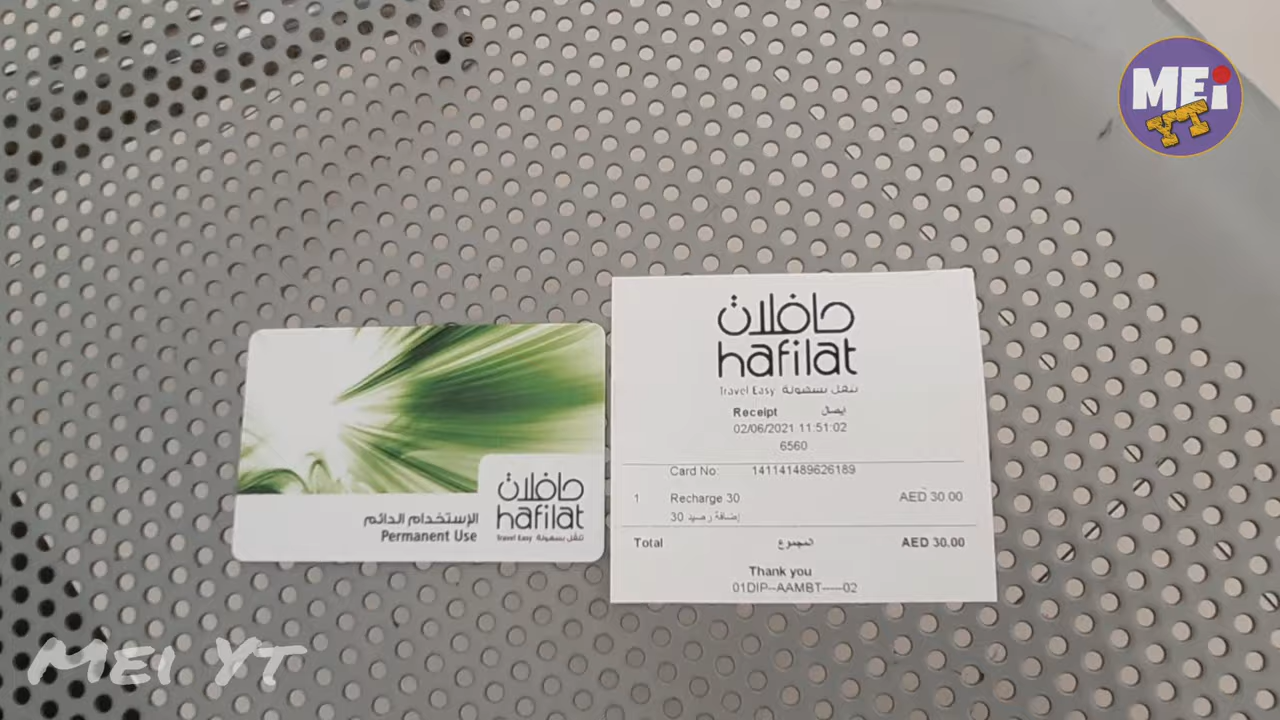 MEi
YT
حافلات
hafilat
Travel Easy تنقل بسهولة
Receipt ايصال
02/06/2021 11:51:02
6560
Card No: 141141489626189
1 Recharge 30 AED 30.00
إضافة رصيد 30
Total المجموع AED 30.00
Thank you
01DIP--AAMBT-----02
حافلات
hafilat
Travel Easy تنقل بسهولة
الإستخدام الدائم
Permanent Use
Mei Yt